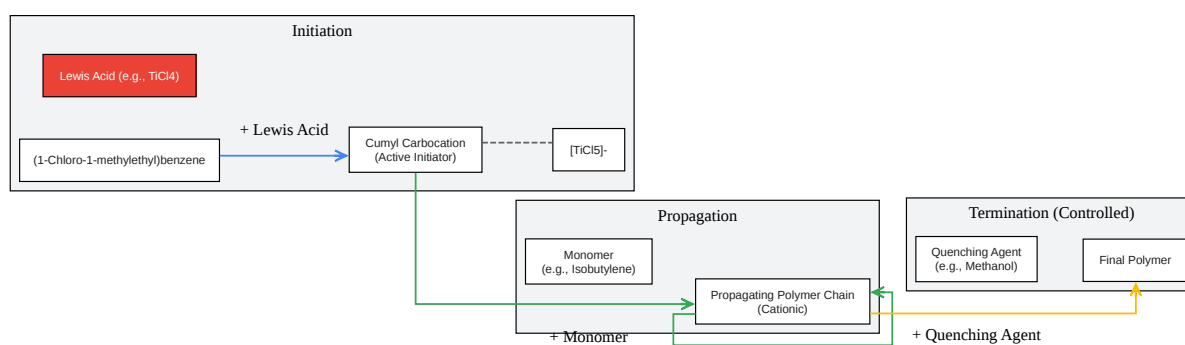 Initiation
Lewis Acid (e.g., TiCl4)
+ Lewis Acid
(1-Chloro-1-methylethyl)benzene
Cumyl Carbocation
(Active Initiator)
[TiCl5]-
Propagation
Monomer
(e.g., Isobutylene)
Propagating Polymer Chain
(Cationic)
+ Monomer
Termination (Controlled)
Quenching Agent
(e.g., Methanol)
Final Polymer
+ Quenching Agent